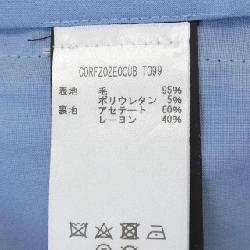 CORFZOZEOCUB TO99
表地 毛 95%
ポリウレタン 5%
裏地 アセテート 60%
レーヨン 40%